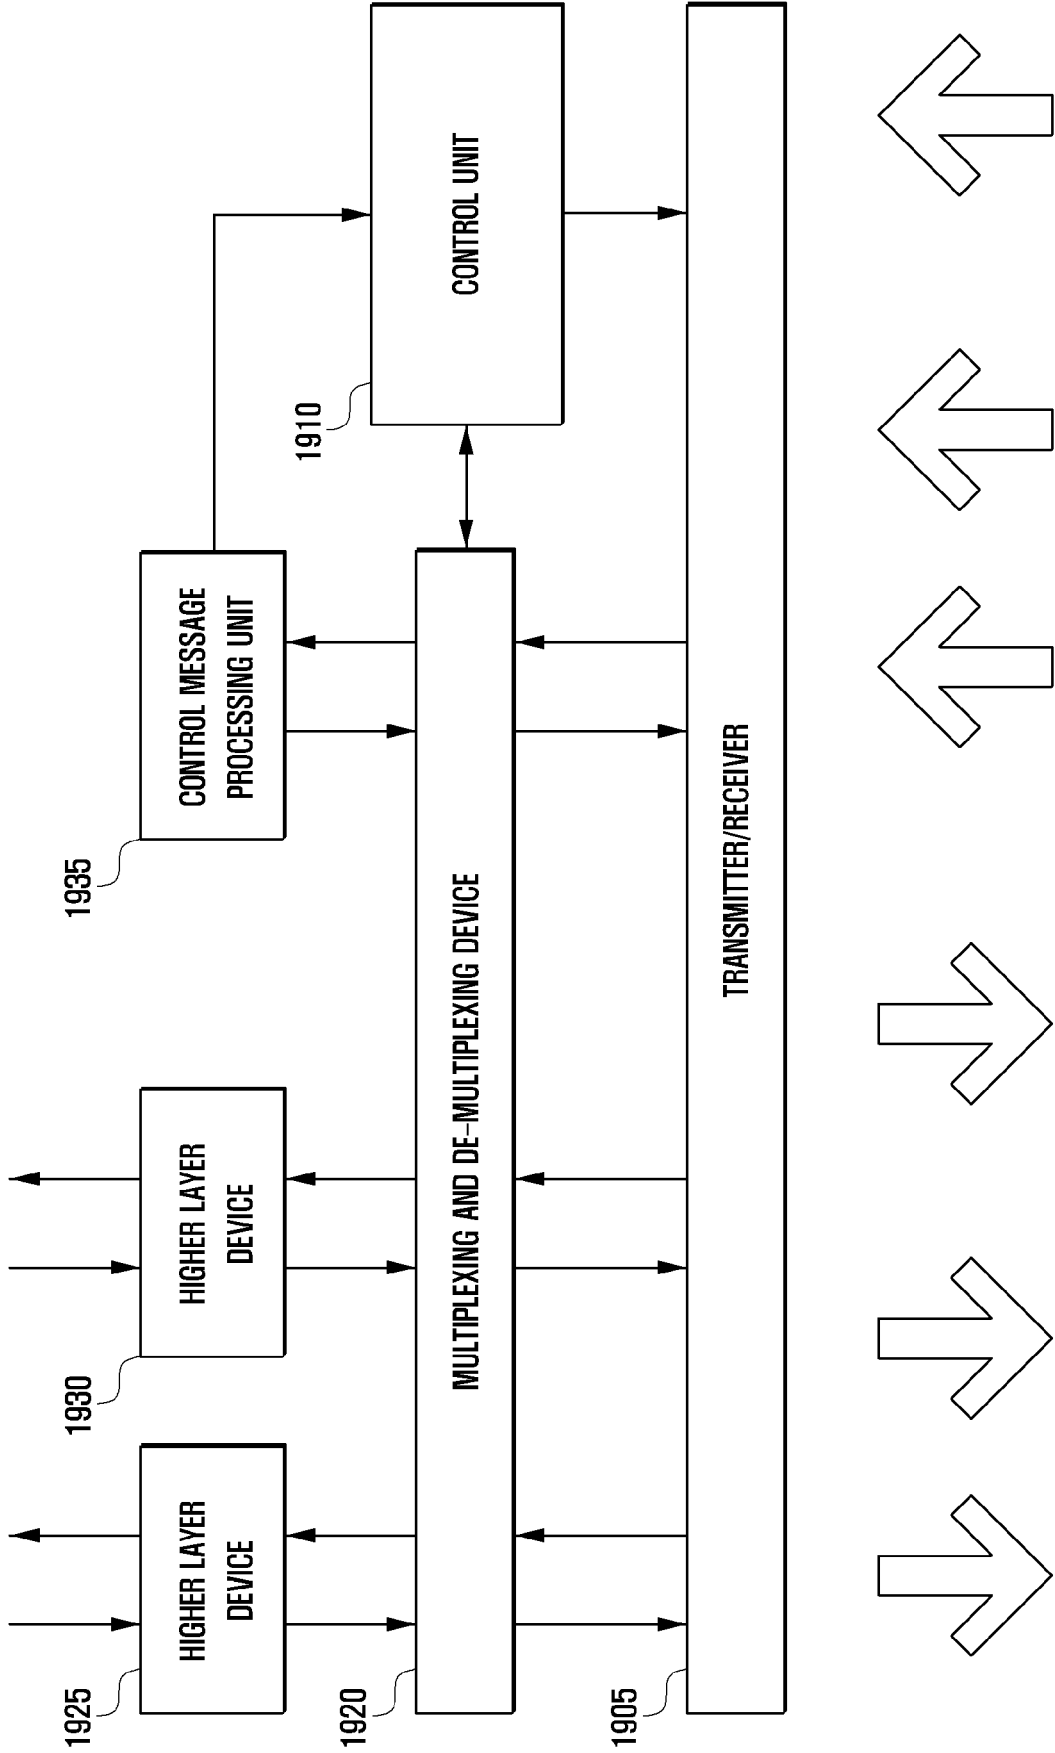 1925
HIGHER LAYER
DEVICE
1930
HIGHER LAYER
DEVICE
1935
CONTROL MESSAGE
PROCESSING UNIT
1910
CONTROL UNIT
1920
MULTIPLEXING AND DE-MULTIPLEXING DEVICE
1905
TRANSMITTER/RECEIVER